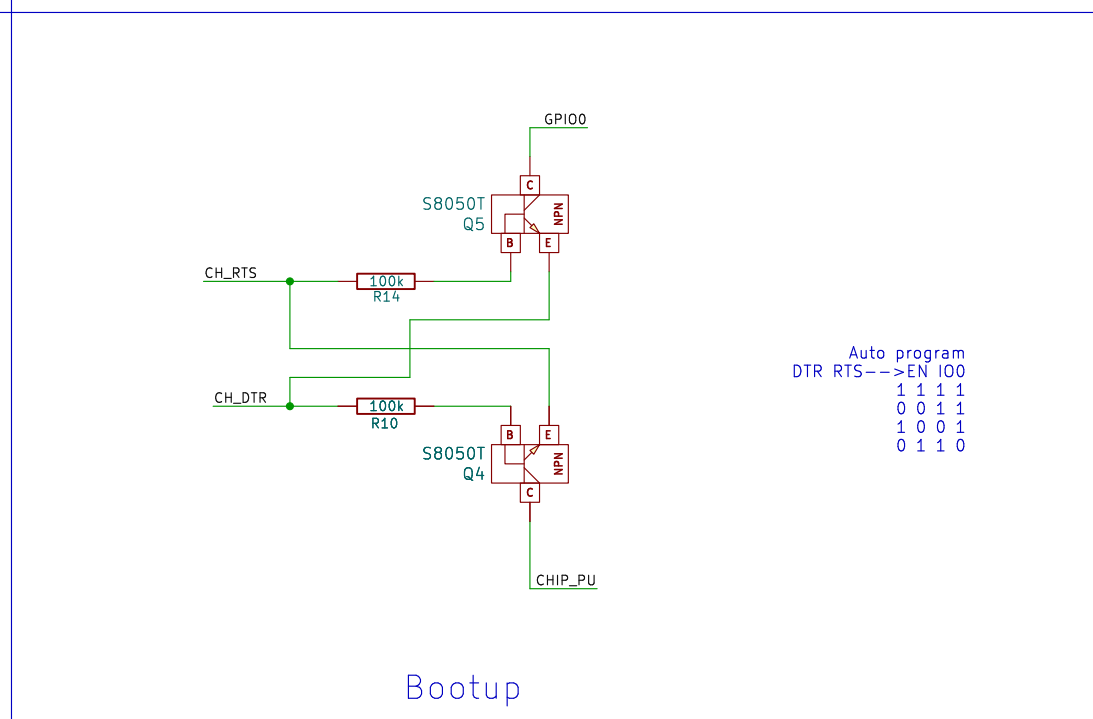 GPIO0
C
S8050T
NPN
Q5
B
E
CH_RTS
100k
R14
Auto program
DTR RTS-->EN IO0
1 1 1 1
0 0 1 1
1 0 0 1
0 1 1 0
CH_DTR
100k
R10
B
E
S8050T
NPN
Q4
C
CHIP_PU
Bootup